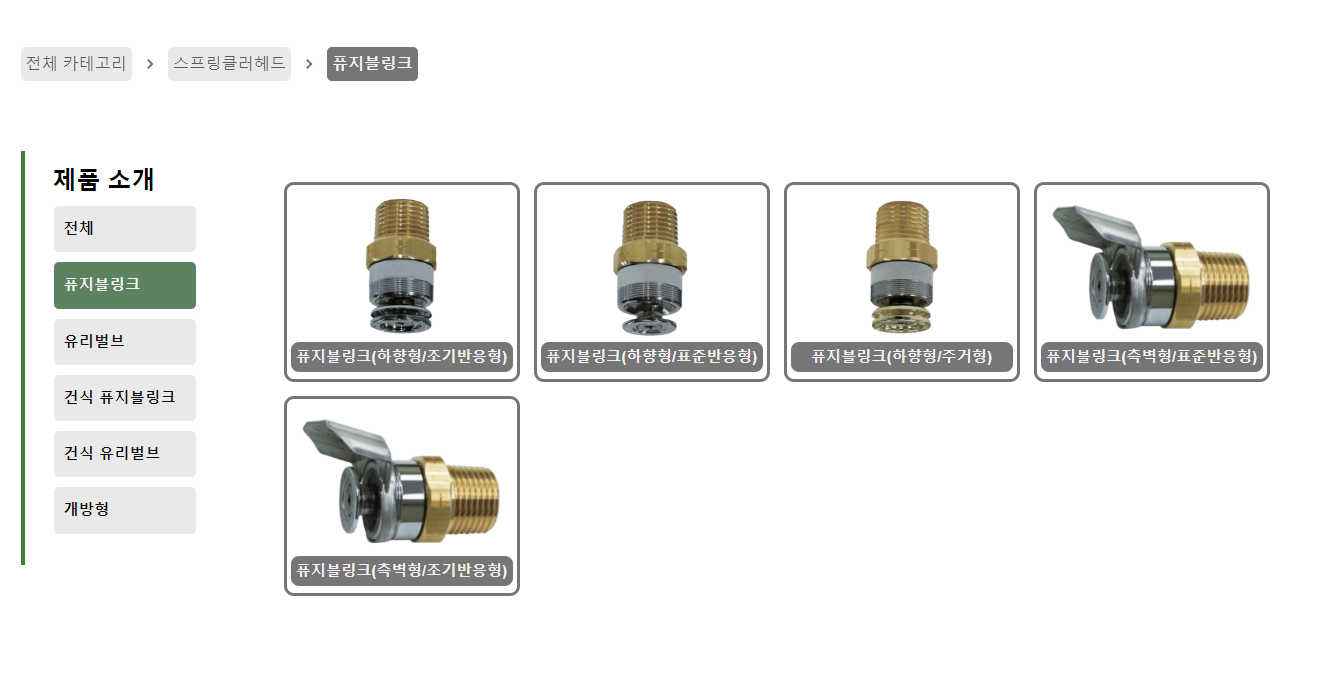 전체 카테고리 > 스프링클러헤드 > 퓨지블링크
제품 소개
전체
퓨지블링크
유리벌브
건식 퓨지블링크
건식 유리벌브
개방형
퓨지블링크(하향형/조기반응형)
퓨지블링크(하향형/표준반응형)
퓨지블링크(하향형/주거형)
퓨지블링크(측벽형/표준반응형)
퓨지블링크(측벽형/조기반응형)